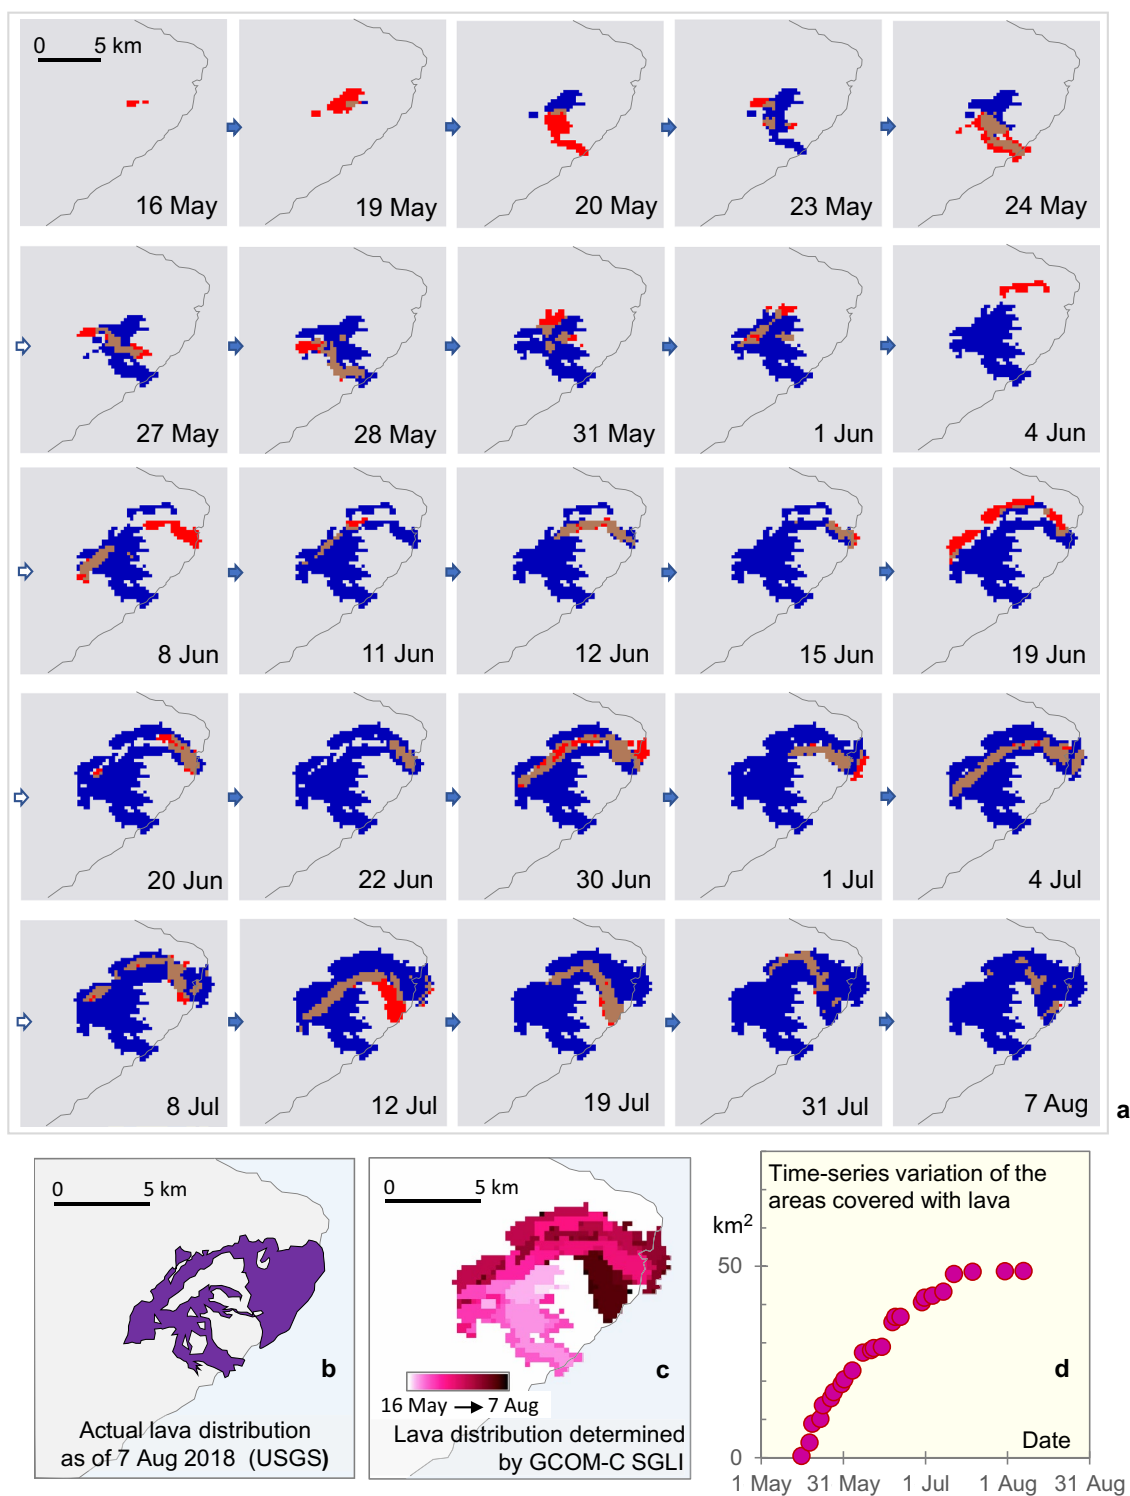 0 5 km
16 May
19 May
20 May
23 May
24 May
27 May
28 May
31 May
1 Jun
4 Jun
8 Jun
11 Jun
12 Jun
15 Jun
19 Jun
20 Jun
22 Jun
30 Jun
1 Jul
4 Jul
8 Jul
12 Jul
19 Jul
31 Jul
7 Aug
a
0 5 km
b
Actual lava distribution
as of 7 Aug 2018 (USGS)
0 5 km
c
16 May 7 Aug
Lava distribution determined
by GCOM-C SGLI
Time-series variation of the
areas covered with lava
km²
50
d
0
Date
1 May 31 May 1 Jul 1 Aug 31 Aug